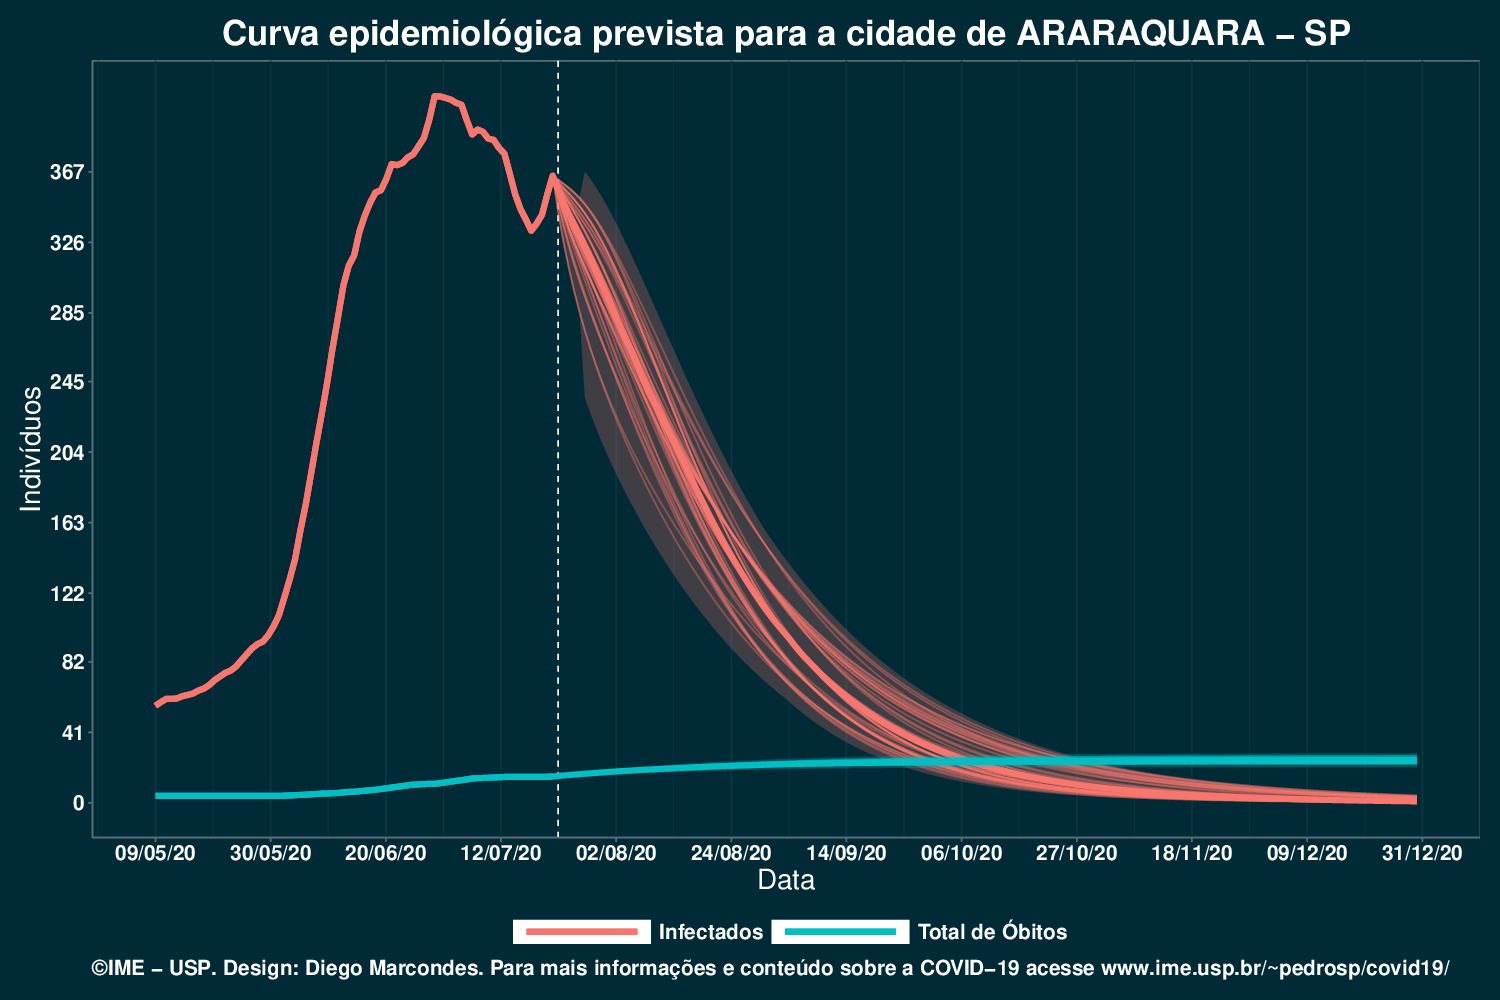 Curva epidemiológica prevista para a cidade de ARARAQUARA – SP
Indivíduos
367
326
285
245
204
163
122
82
41
0
09/05/20 30/05/20 20/06/20 12/07/20 02/08/20 24/08/20 14/09/20 06/10/20 27/10/20 18/11/20 09/12/20 31/12/20
Data
Infectados Total de Óbitos
©IME – USP. Design: Diego Marcondes. Para mais informações e conteúdo sobre a COVID–19 acesse www.ime.usp.br/~pedrosp/covid19/